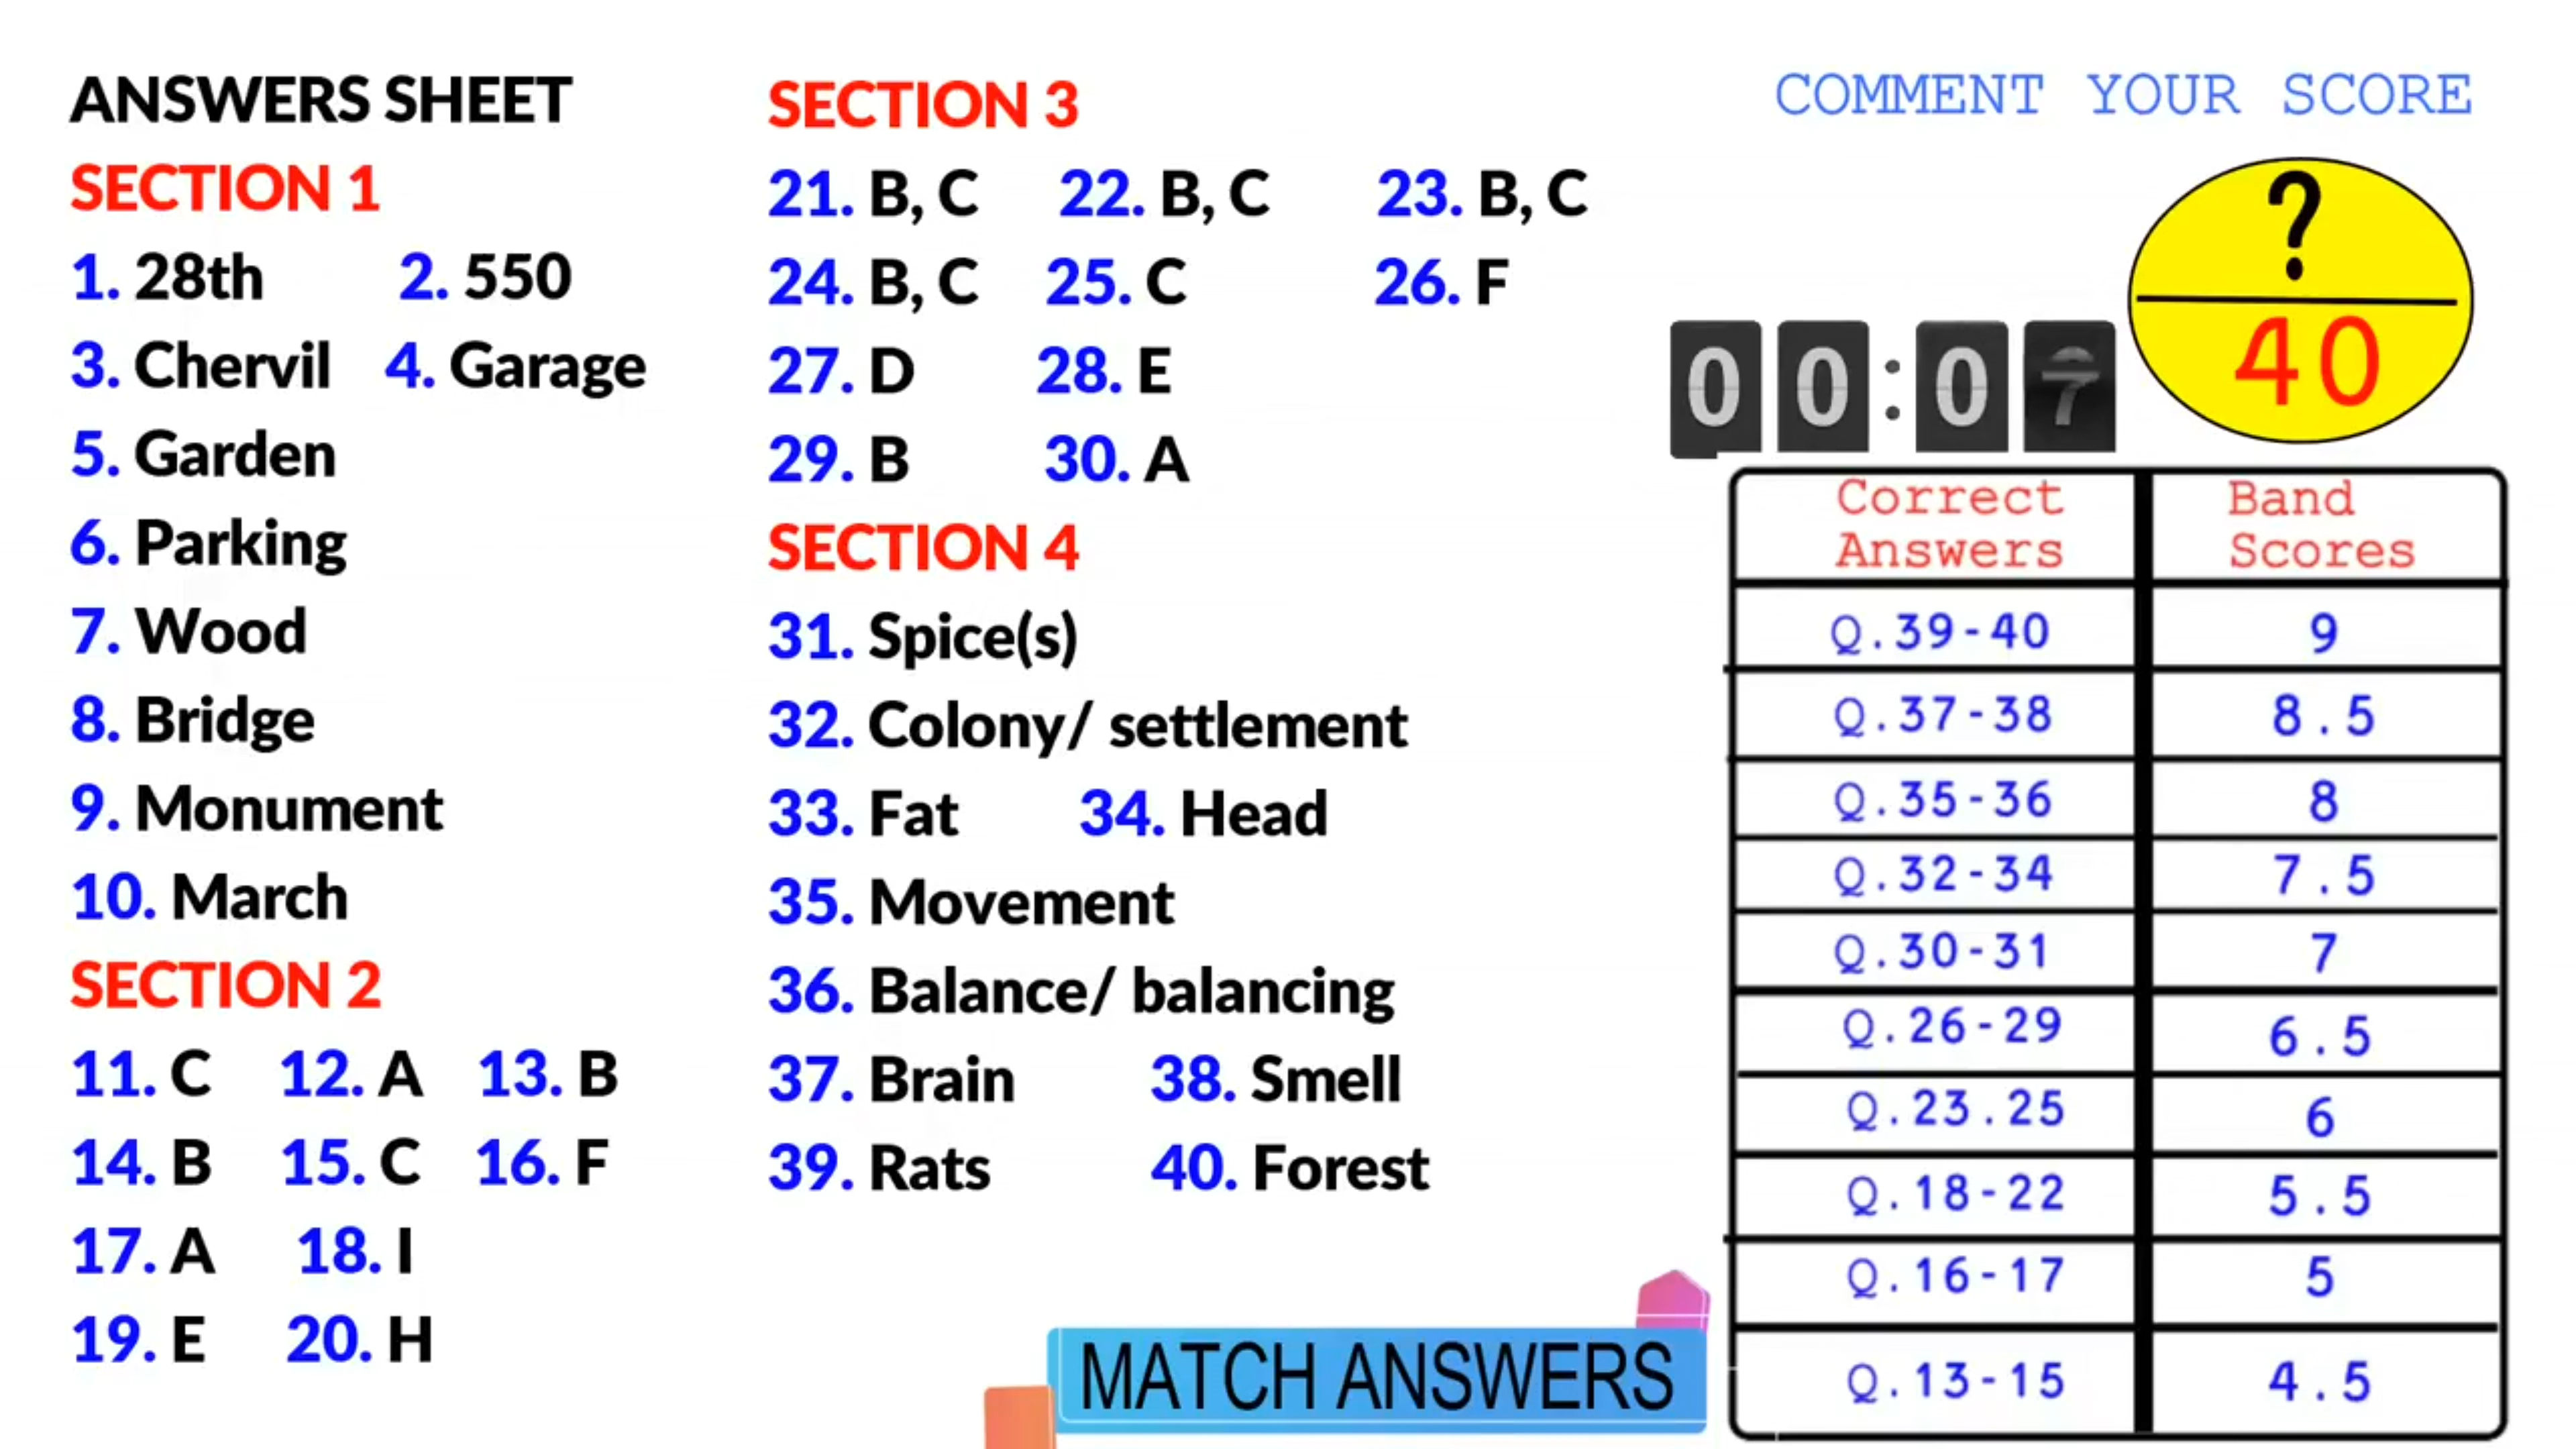 ANSWERS SHEET
SECTION 1
1. 28th 2. 550
3. Chervil 4. Garage
5. Garden
6. Parking
7. Wood
8. Bridge
9. Monument
10. March
SECTION 2
11. C 12. A 13. B
14. B 15. C 16. F
17. A 18. I
19. E 20. H
SECTION 3
21. B, C 22. B, C 23. B, C
24. B, C 25. C 26. F
27. D 28. E
29. B 30. A
SECTION 4
31. Spice(s)
32. Colony/ settlement
33. Fat 34. Head
35. Movement
36. Balance/ balancing
37. Brain 38. Smell
39. Rats 40. Forest
MATCH ANSWERS
COMMENT YOUR SCORE
?
40
00:07
Correct Answers Band Scores
Q.39-40 9
Q.37-38 8.5
Q.35-36 8
Q.32-34 7.5
Q.30-31 7
Q.26-29 6.5
Q.23.25 6
Q.18-22 5.5
Q.16-17 5
Q.13-15 4.5